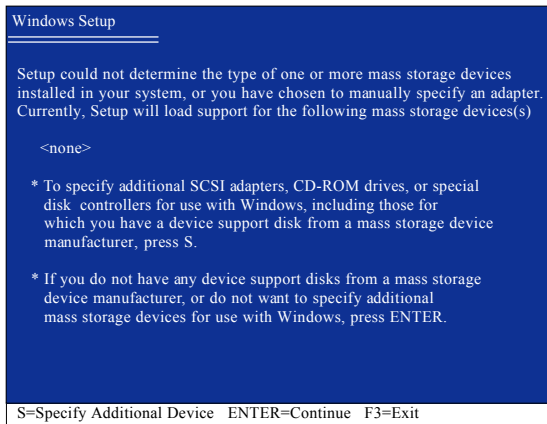 Windows Setup
Setup could not determine the type of one or more mass storage devices
installed in your system, or you have chosen to manually specify an adapter.
Currently, Setup will load support for the following mass storage devices(s)
<none>
* To specify additional SCSI adapters, CD-ROM drives, or special
disk controllers for use with Windows, including those for
which you have a device support disk from a mass storage device
manufacturer, press S.
* If you do not have any device support disks from a mass storage
device manufacturer, or do not want to specify additional
mass storage devices for use with Windows, press ENTER.
S=Specify Additional Device ENTER=Continue F3=Exit